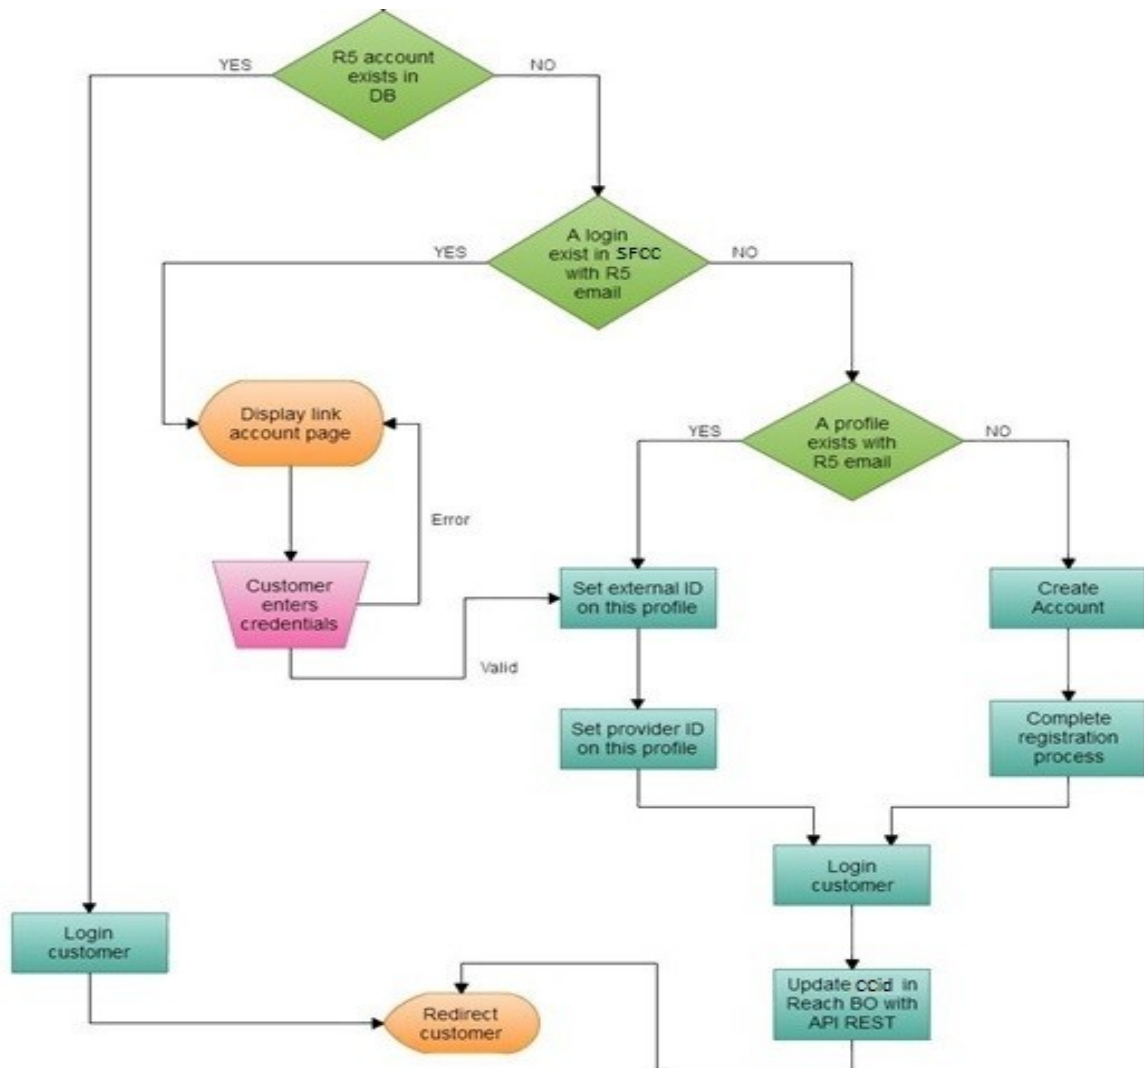 R5 account
exists in
DB
YES
NO
A login
exist in SFCC
with R5
email
YES
NO
A profile
exists with
R5 email
YES
NO
Display link
account page
Error
Customer
enters
credentials
Valid
Set external ID
on this profile
Create
Account
Set provider ID
on this profile
Complete
registration
process
Login
customer
Login
customer
Update CCid in
Reach BO with
API REST
Redirect
customer